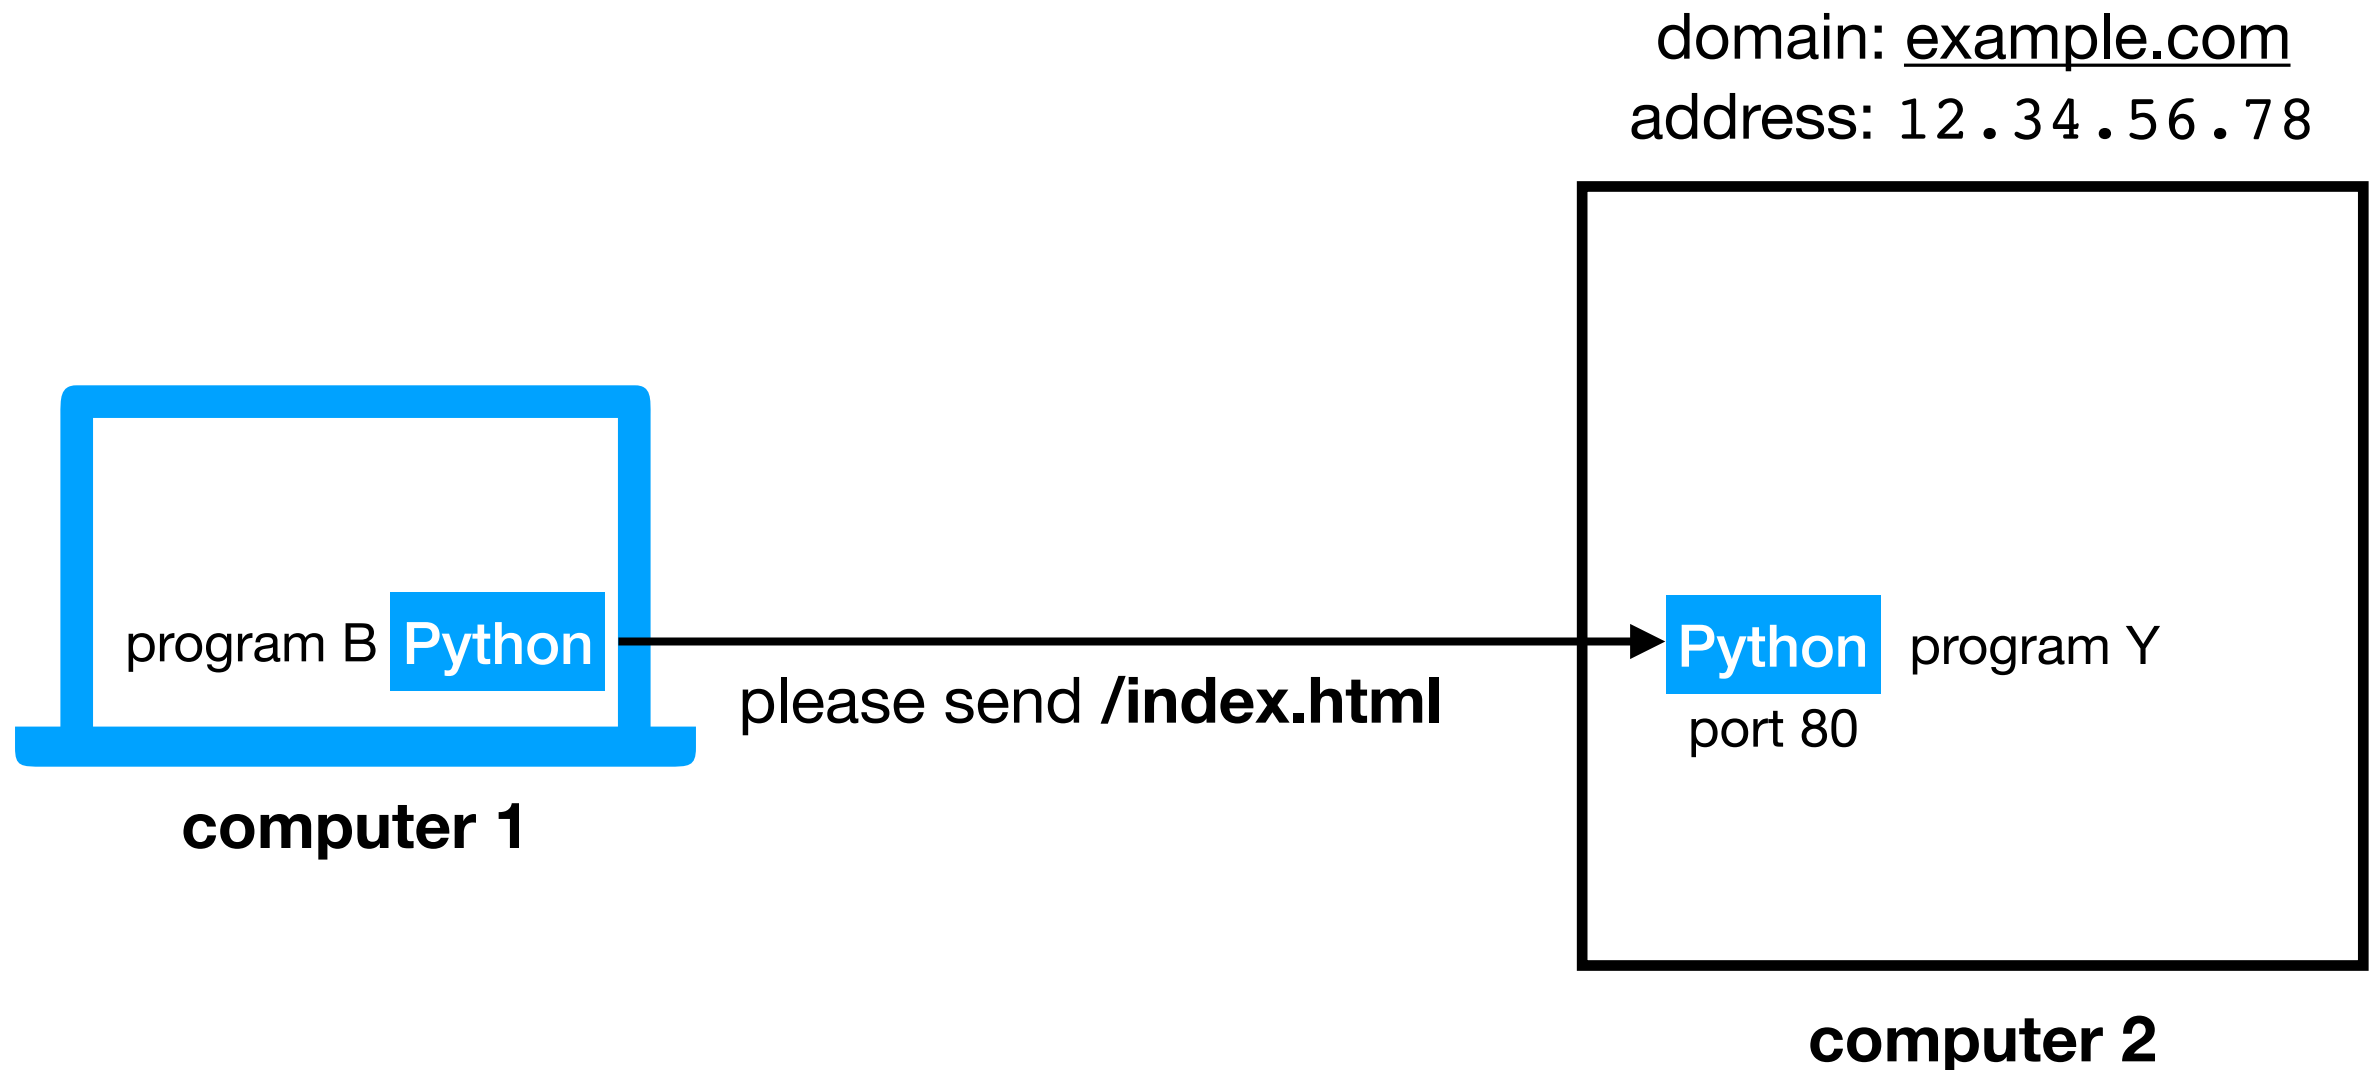 domain: example.com
address: 12.34.56.78
program B Python
please send /index.html
Python program Y
port 80
computer 1
computer 2